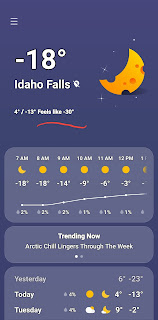 -18°
Idaho Falls
4° / -13° Feels like -30°
7 AM 8 AM 9 AM 10 AM 11 AM 12 PM 1
-18° -18° -14° -9° -6° -3°
2% 2% 2% 1% 1% 1%
Trending Now
Arctic Chill Lingers Through The Week
Yesterday 6° -23°
Today 4% 4° -13°
Tuesday 4% 9° -2°